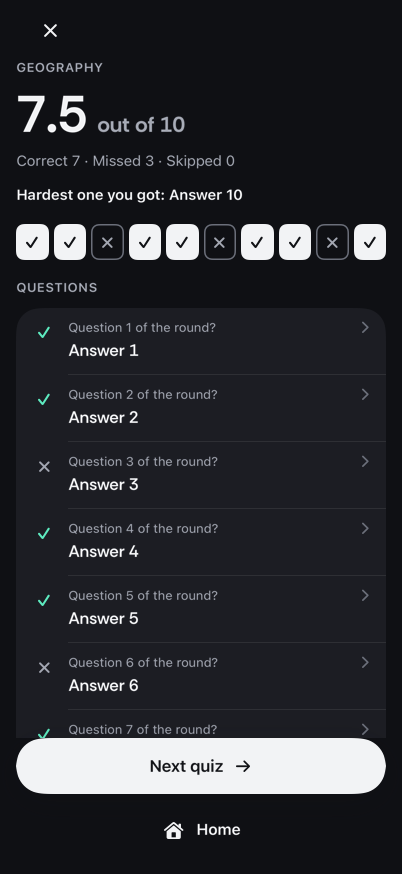 GEOGRAPHY
7.5 out of 10
Correct 7 · Missed 3 · Skipped 0
Hardest one you got: Answer 10
QUESTIONS
Question 1 of the round?
Answer 1
Question 2 of the round?
Answer 2
Question 3 of the round?
Answer 3
Question 4 of the round?
Answer 4
Question 5 of the round?
Answer 5
Question 6 of the round?
Answer 6
Question 7 of the round?
Next quiz
Home